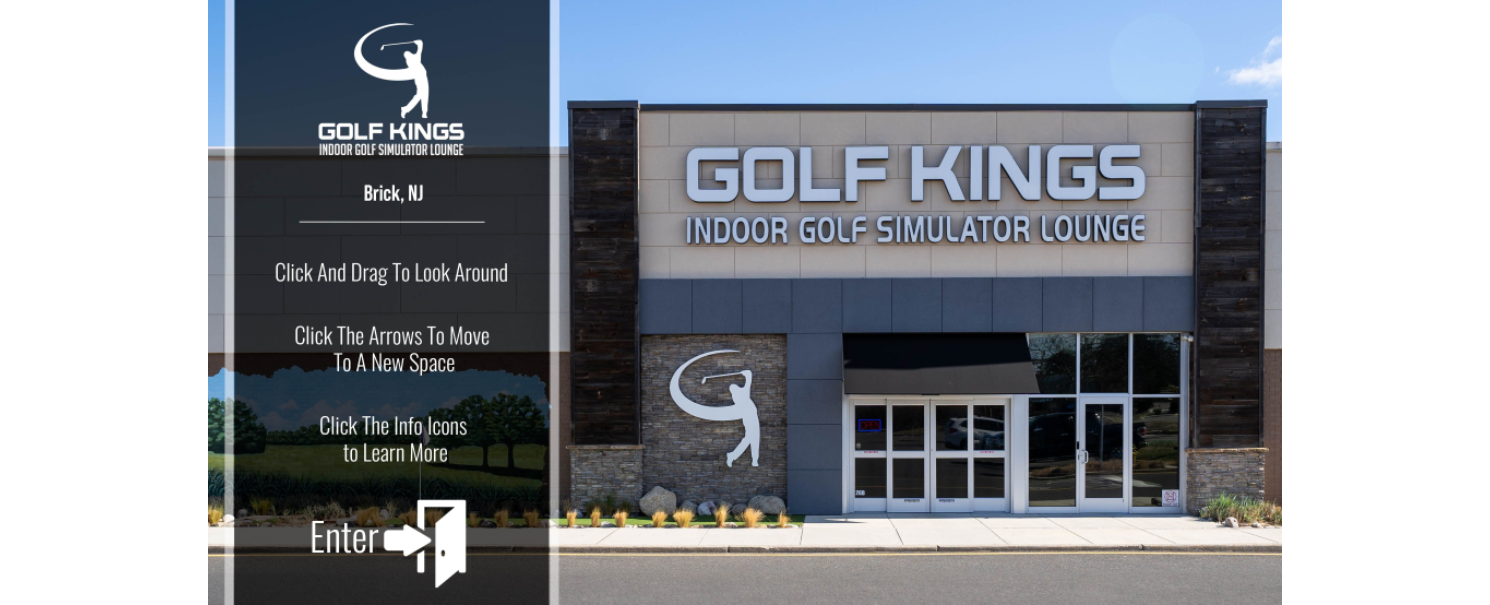 GOLF KINGS
INDOOR GOLF SIMULATOR LOUNGE
Brick, NJ
Click And Drag To Look Around
Click The Arrows To Move
To A New Space
Click The Info Icons
to Learn More
Enter
GOLF KINGS
INDOOR GOLF SIMULATOR LOUNGE